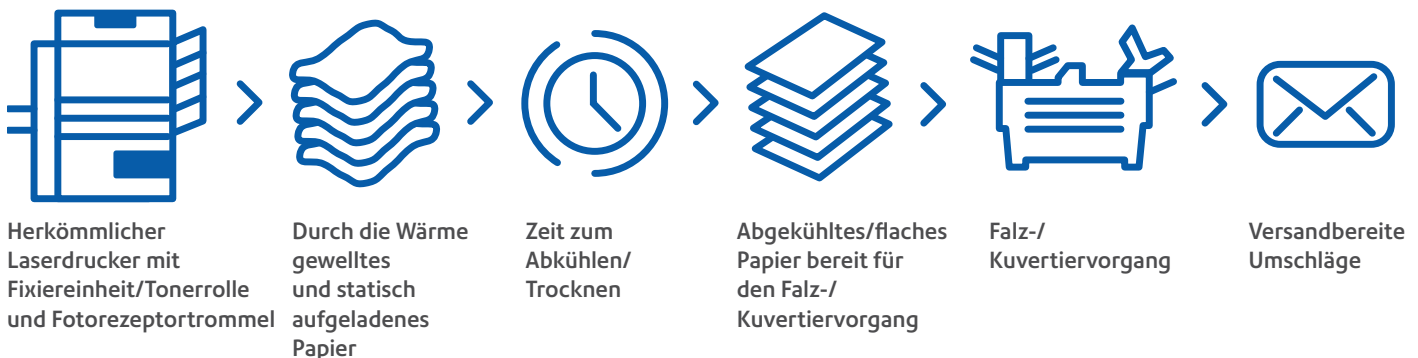 Herkömmlicher
Laserdrucker mit
Fixiereinheit/Tonerrolle
und Fotorezeptortrommel
Durch die Wärme
gewelltes
und statisch
aufgeladenes
Papier
Zeit zum
Abkühlen/
Trocknen
Abgekühltes/flaches
Papier bereit für
den Falz-/
Kuvertiervorgang
Falz-/
Kuvertiervorgang
Versandbereite
Umschläge